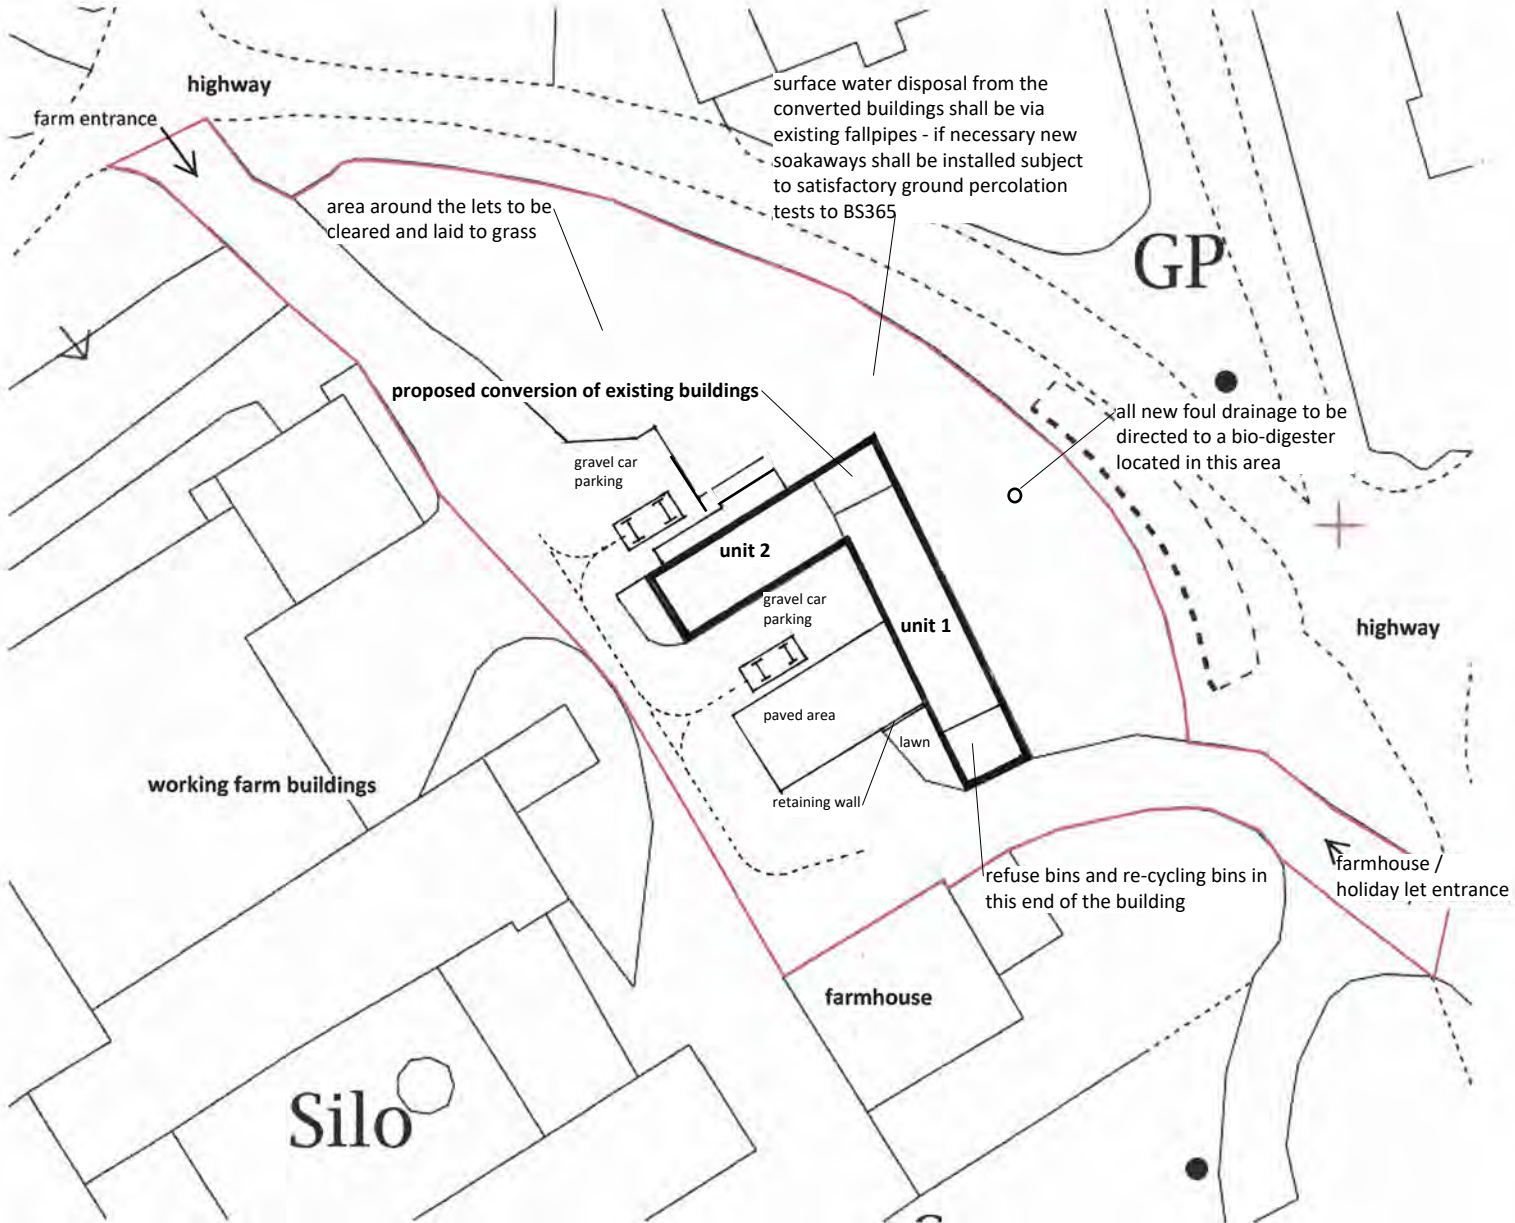 highway
farm entrance
surface water disposal from the
converted buildings shall be via
existing fallpipes - if necessary new
soakaways shall be installed subject
to satisfactory ground percolation
tests to BS365
area around the lets to be
cleared and laid to grass
GP
proposed conversion of existing buildings
all new foul drainage to be
directed to a bio-digester
located in this area
gravel car
parking
unit 2
gravel car
parking
unit 1
highway
paved area
lawn
working farm buildings
retaining wall
farmhouse /
holiday let entrance
refuse bins and re-cycling bins in
this end of the building
farmhouse
Silo